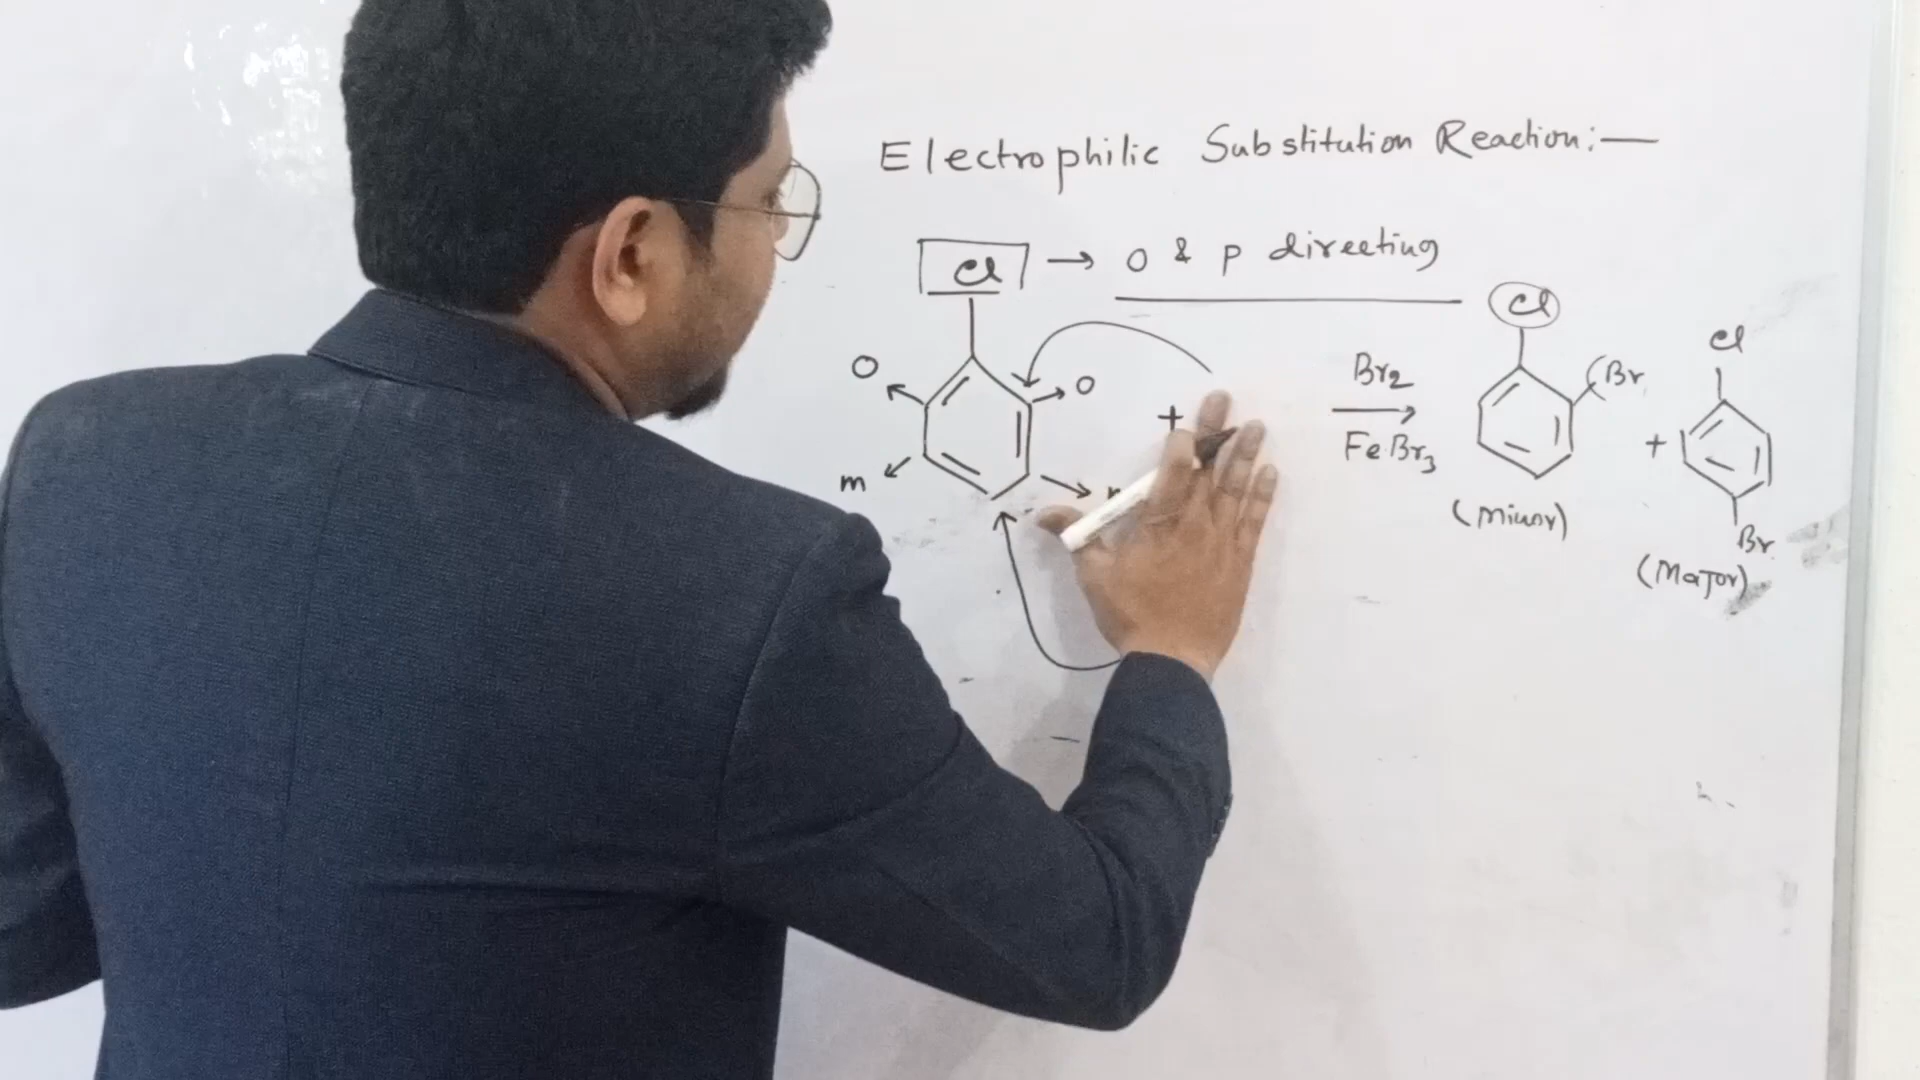 Electrophilic Substitution Reaction:—
Cl → O & P directing
Cl
Cl
O
O
+
Br2
→
FeBr3
(Br
+
m
(Minor)
Br
(Major)